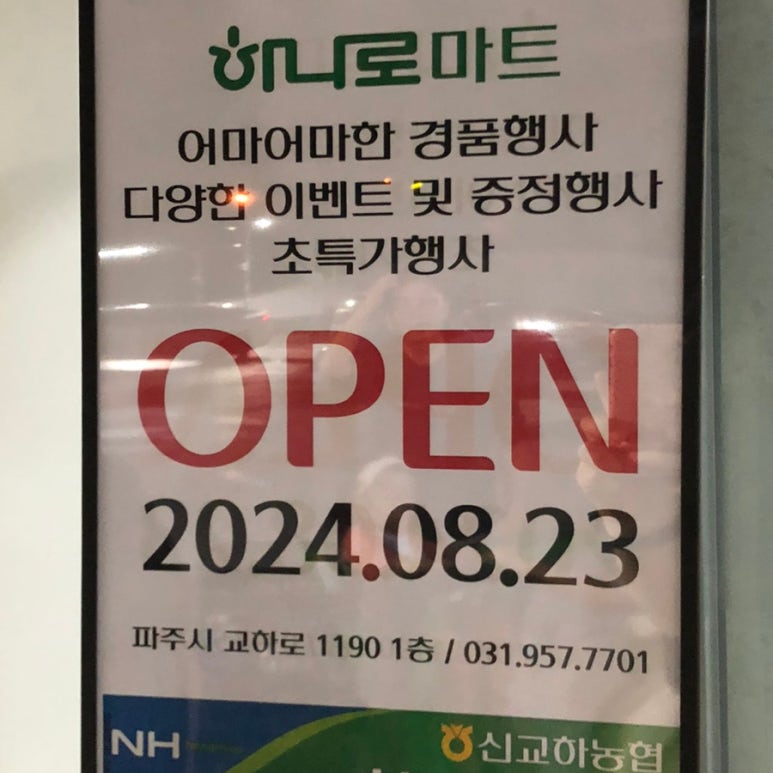 하나로마트
어마어마한 경품행사
다양한 이벤트 및 증정행사
초특가행사
OPEN
2024.08.23
파주시 교하로 1190 1층 / 031.957.7701
NH
신교하농협